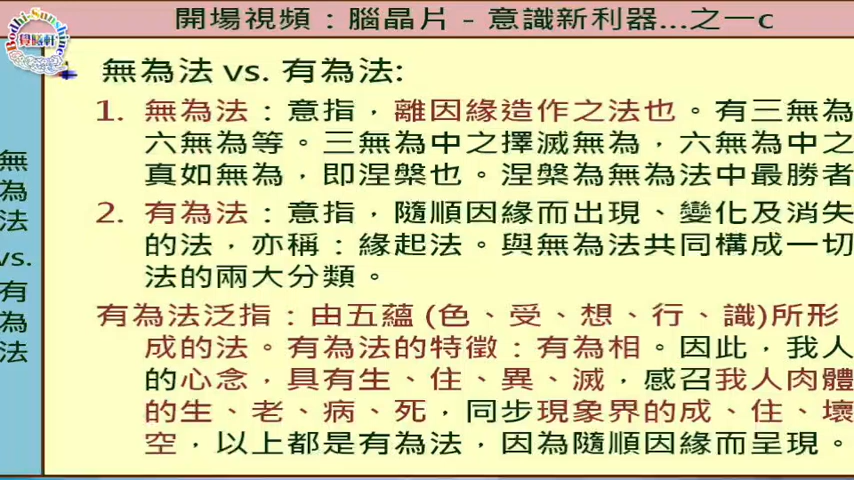 開場視頻：腦晶片 - 意識新利器...之一c
Bodhi-Sunshine
覺勝軒
無為法 vs. 有為法:
1. 無為法：意指，離因緣造作之法也。有三無為
六無為等。三無為中之擇滅無為，六無為中之
真如無為，即涅槃也。涅槃為無為法中最勝者
2. 有為法：意指，隨順因緣而出現、變化及消失
的法，亦稱：緣起法。與無為法共同構成一切
法的兩大分類。
有為法泛指：由五蘊 (色、受、想、行、識)所形
成的法。有為法的特徵：有為相。因此，我人
的心念，具有生、住、異、滅，感召我人肉體
的生、老、病、死，同步現象界的成、住、壞
空，以上都是有為法，因為隨順因緣而呈現。
無
為
法
vs.
有
為
法